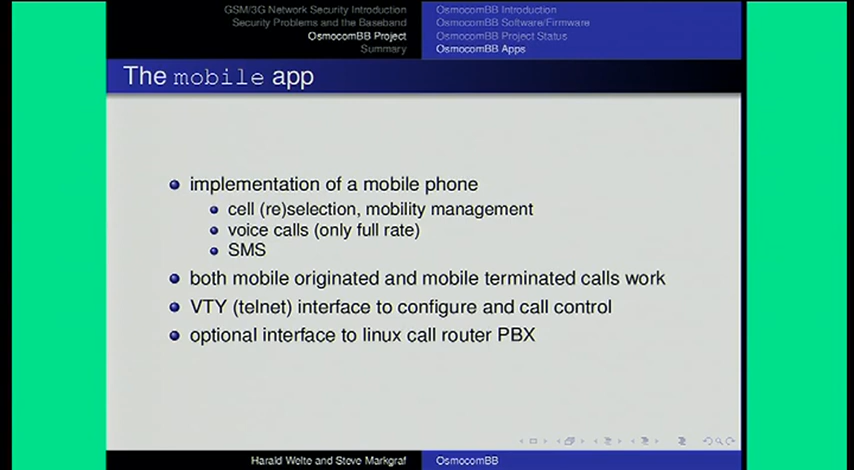 GSM/3G Network Security Introduction
Security Problems and the Baseband
OsmocomBB Project
Summary
OsmocomBB Introduction
OsmocomBB Software/Firmware
OsmocomBB Project Status
OsmocomBB Apps
The mobile app
implementation of a mobile phone
cell (re)selection, mobility management
voice calls (only full rate)
SMS
both mobile originated and mobile terminated calls work
VTY (telnet) interface to configure and call control
optional interface to linux call router PBX
Harald Welte and Steve Markgraf
OsmocomBB